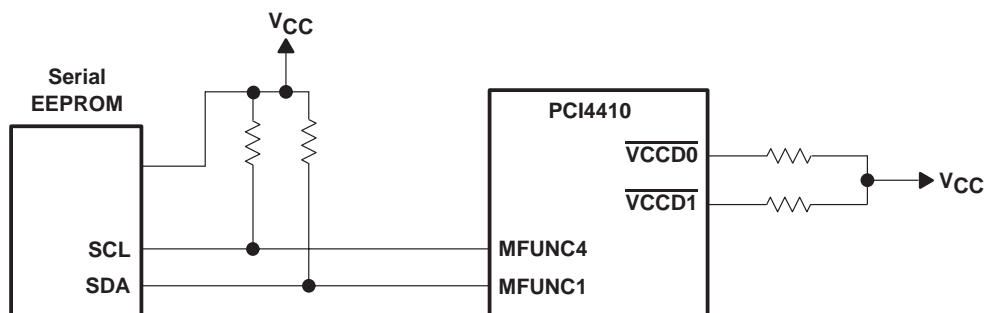 VCC
Serial
EEPROM
PCI4410
VCCD0
VCCD1
VCC
SCL
MFUNC4
SDA
MFUNC1